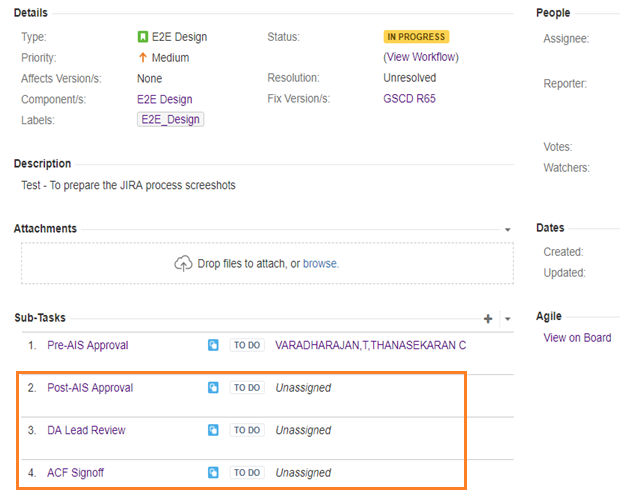 Details
People
Type: E2E Design
Status: IN PROGRESS
Assignee:
Priority: Medium
(View Workflow)
Affects Version/s: None
Resolution: Unresolved
Reporter:
Component/s: E2E Design
Fix Version/s: GSCD R65
Labels: E2E_Design
Votes:
Description
Watchers:
Test - To prepare the JIRA process screeshots
Attachments
Dates
Created:
Drop files to attach, or browse.
Updated:
Sub-Tasks
Agile
1. Pre-AIS Approval TO DO VARADHARAJAN,T,THANASEKARAN C
View on Board
2. Post-AIS Approval TO DO Unassigned
3. DA Lead Review TO DO Unassigned
4. ACF Signoff TO DO Unassigned